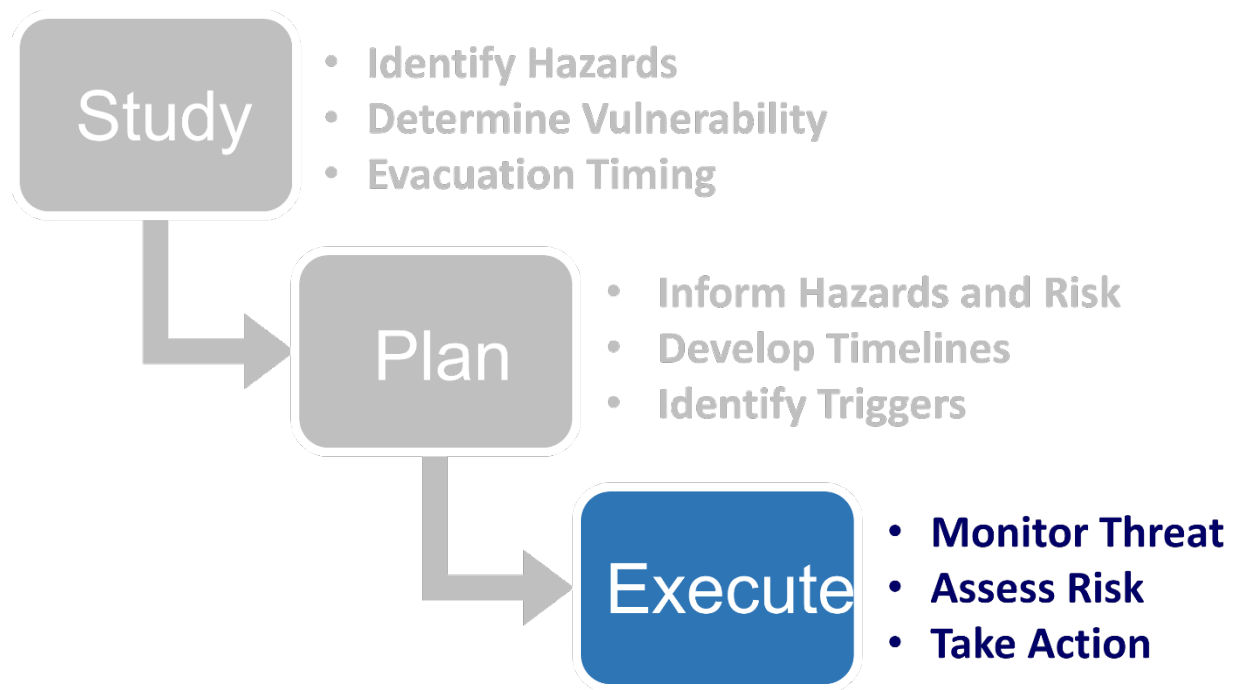 Study
• Identify Hazards
• Determine Vulnerability
• Evacuation Timing
Plan
• Inform Hazards and Risk
• Develop Timelines
• Identify Triggers
Execute
• Monitor Threat
• Assess Risk
• Take Action